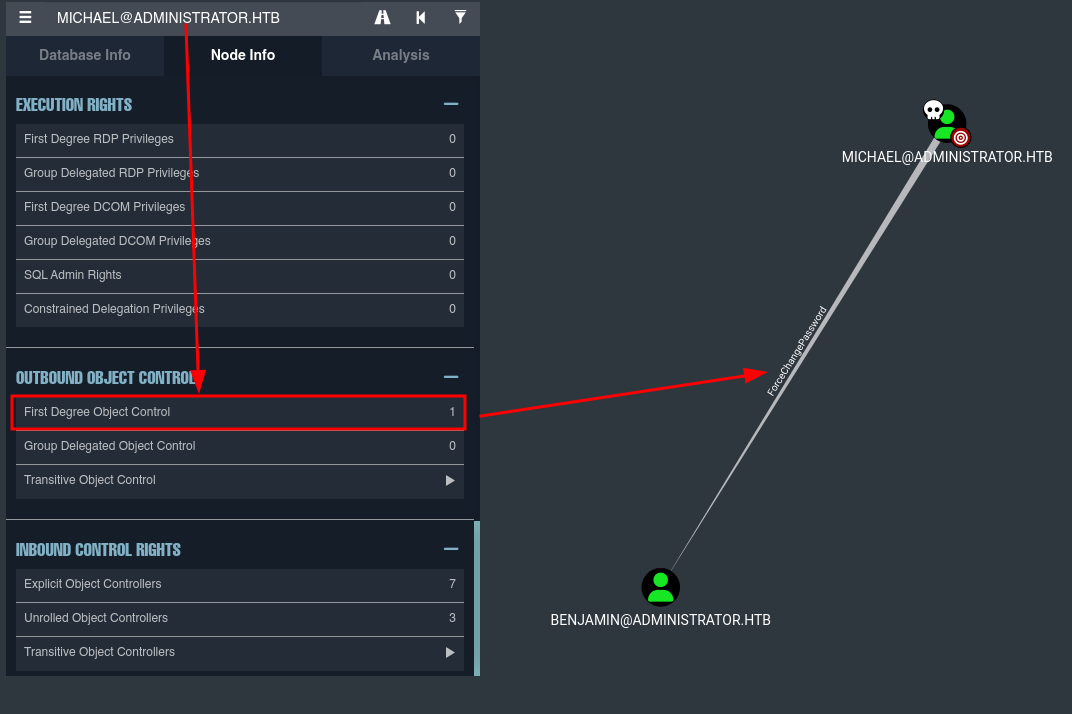 MICHAEL@ADMINISTRATOR.HTB
Database Info Node Info Analysis
EXECUTION RIGHTS
First Degree RDP Privileges 0
Group Delegated RDP Privileges 0
First Degree DCOM Privileges 0
Group Delegated DCOM Privileges 0
SQL Admin Rights 0
Constrained Delegation Privileges 0
OUTBOUND OBJECT CONTROL
First Degree Object Control 1
Group Delegated Object Control 0
Transitive Object Control
INBOUND CONTROL RIGHTS
Explicit Object Controllers 7
Unrolled Object Controllers 3
Transitive Object Controllers
MICHAEL@ADMINISTRATOR.HTB
ForceChangePassword
BENJAMIN@ADMINISTRATOR.HTB